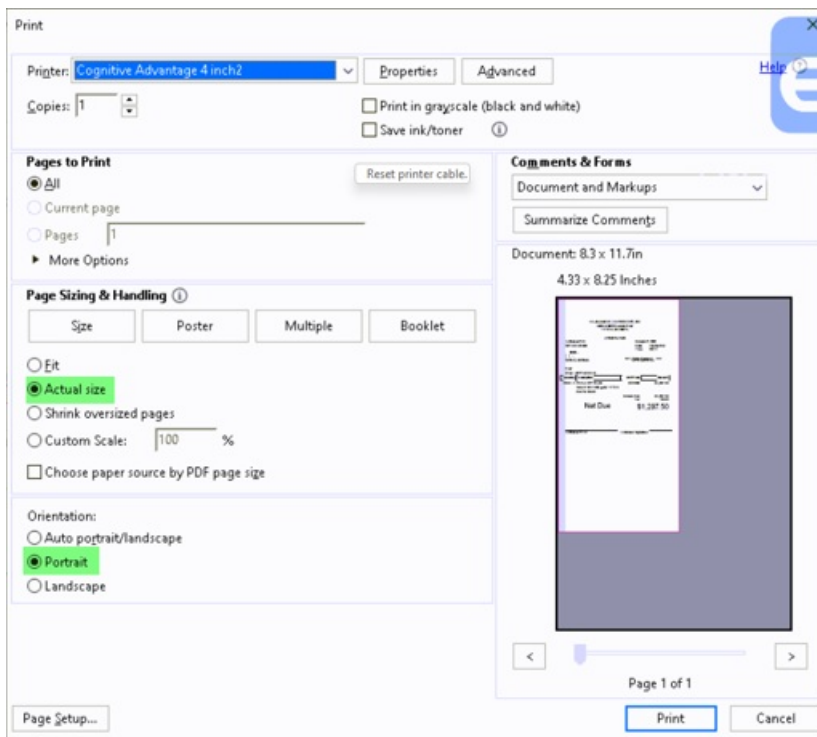 Print
Printer: Cognitive Advantage 4 inch2 Properties Advanced Help
Copies: 1 Print in grayscale (black and white)
Save ink/toner
Pages to Print
All
Reset printer cable.
Current page
Pages 1
More Options
Comments & Forms
Document and Markups
Summarize Comments
Page Sizing & Handling
Size Poster Multiple Booklet
Fit
Actual size
Shrink oversized pages
Custom Scale: 100 %
Choose paper source by PDF page size
Orientation:
Auto portrait/landscape
Portrait
Landscape
Document: 8.3 x 11.7in
4.33 x 8.25 Inches
Net Due $1,287.50
< >
Page 1 of 1
Page Setup... Print Cancel